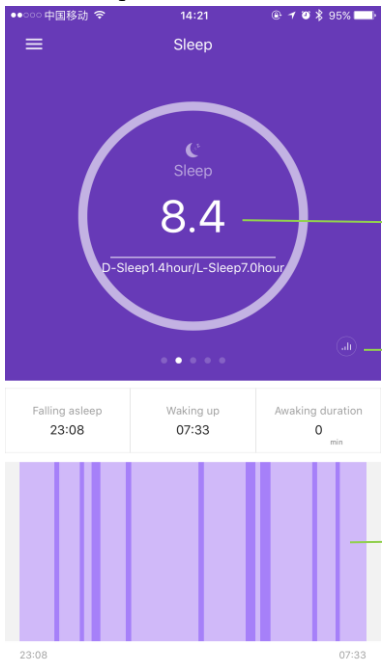 中国移动 14:21 95%
Sleep
Sleep
8.4
D-Sleep1.4hour/L-Sleep7.0hour
Falling asleep Waking up Awaking duration
23:08 07:33 0
min
23:08 07:33